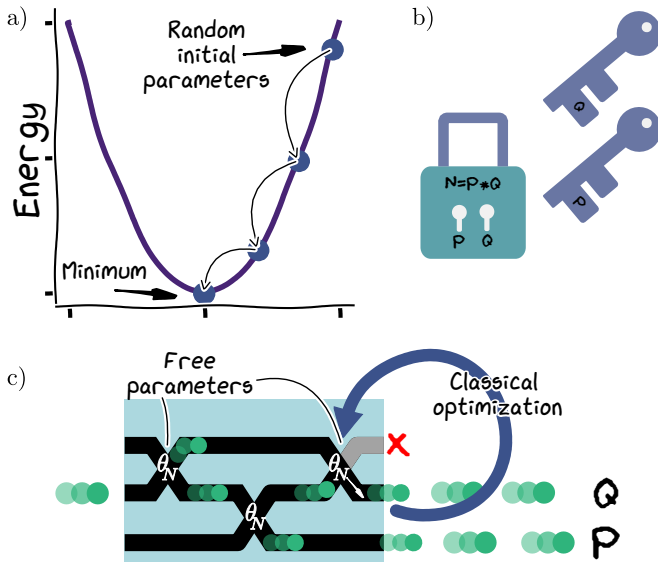 a)
Random
initial
parameters
Energy
Minimum
b)
Q
P
N=P*Q
P Q
c)
Free
parameters
Classical
optimization
θN
θN
θN
Q
P